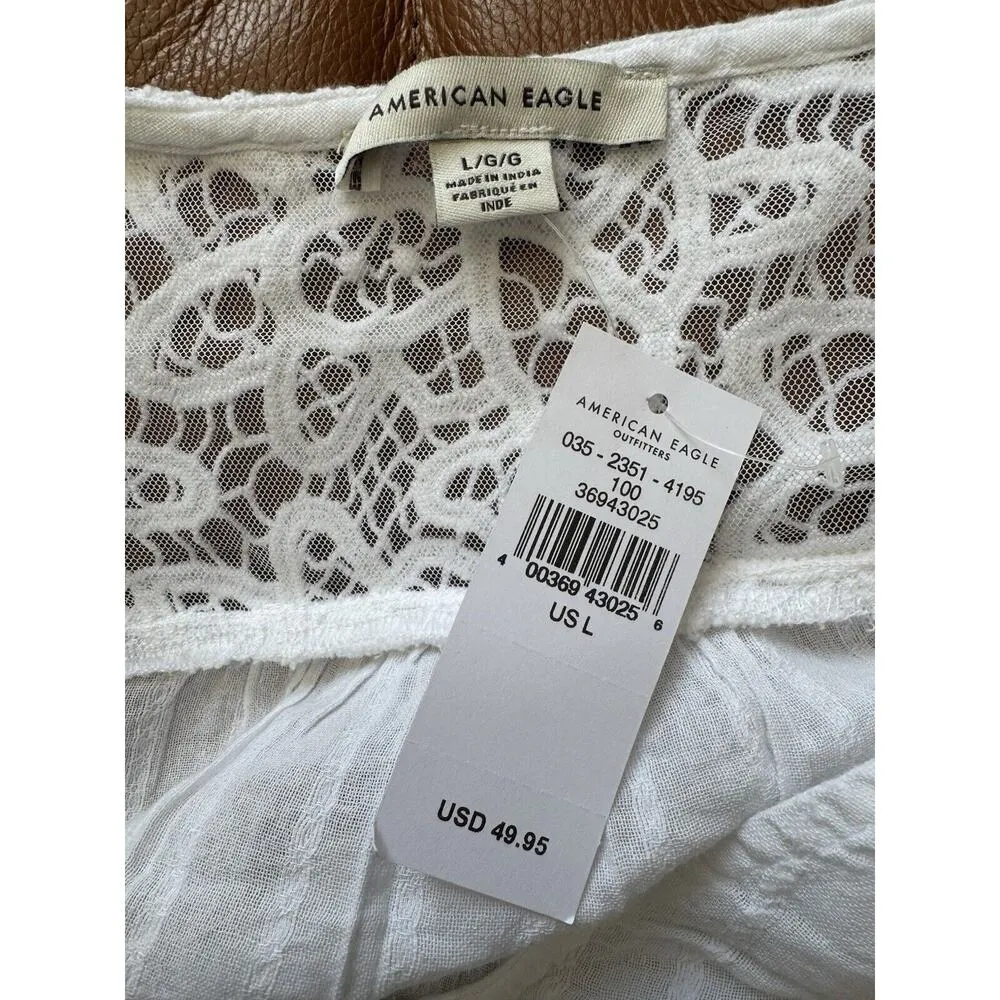 AMERICAN EAGLE
L/G/G
MADE IN INDIA
FABRIQUÉ EN
INDE
AMERICAN EAGLE
OUTFITTERS
035 - 2351 - 4195
100
36943025
4 00369 43025 6
US L
USD 49.95